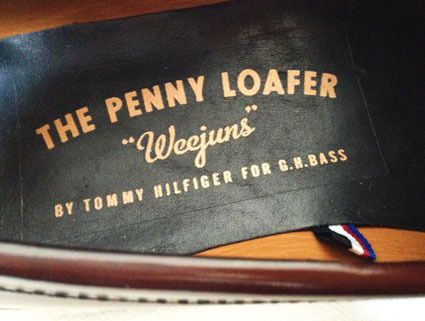 THE PENNY LOAFER
"Weejuns"
BY TOMMY HILFIGER FOR G.H.BASS